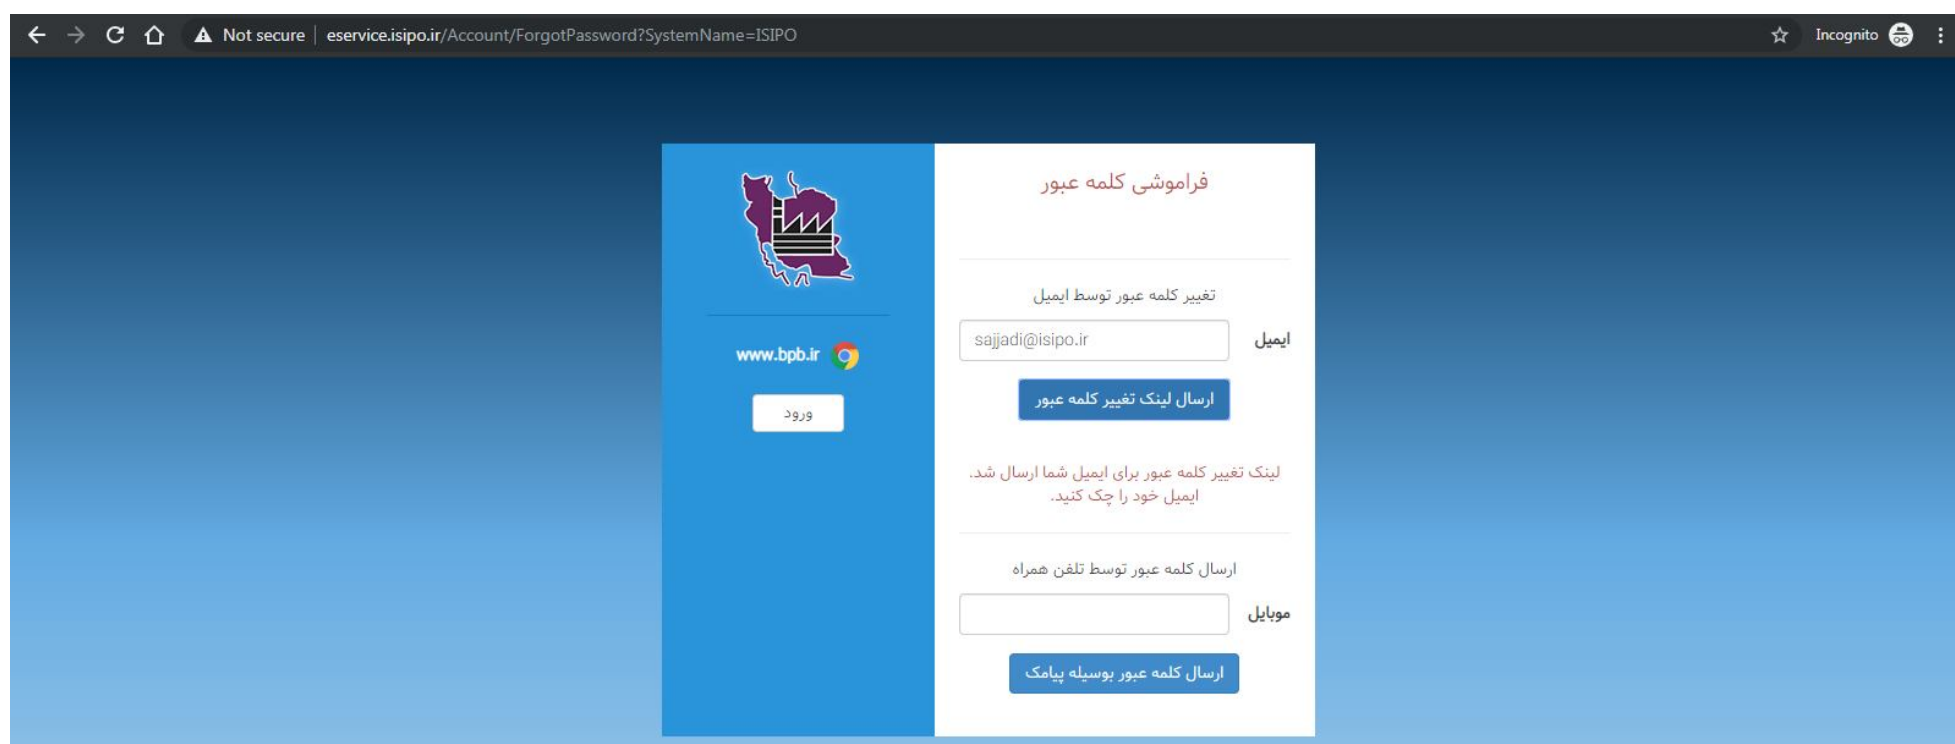 Not secure | eservice.isipo.ir/Account/ForgotPassword?SystemName=ISIPO
Incognito
فراموشی کلمه عبور
تغییر کلمه عبور توسط ایمیل
ایمیل
sajjadi@isipo.ir
ارسال لینک تغییر کلمه عبور
لینک تغییر کلمه عبور برای ایمیل شما ارسال شد.
ایمیل خود را چک کنید.
ارسال کلمه عبور توسط تلفن همراه
موبایل
ارسال کلمه عبور بوسیله پیامک
www.bpb.ir
ورود